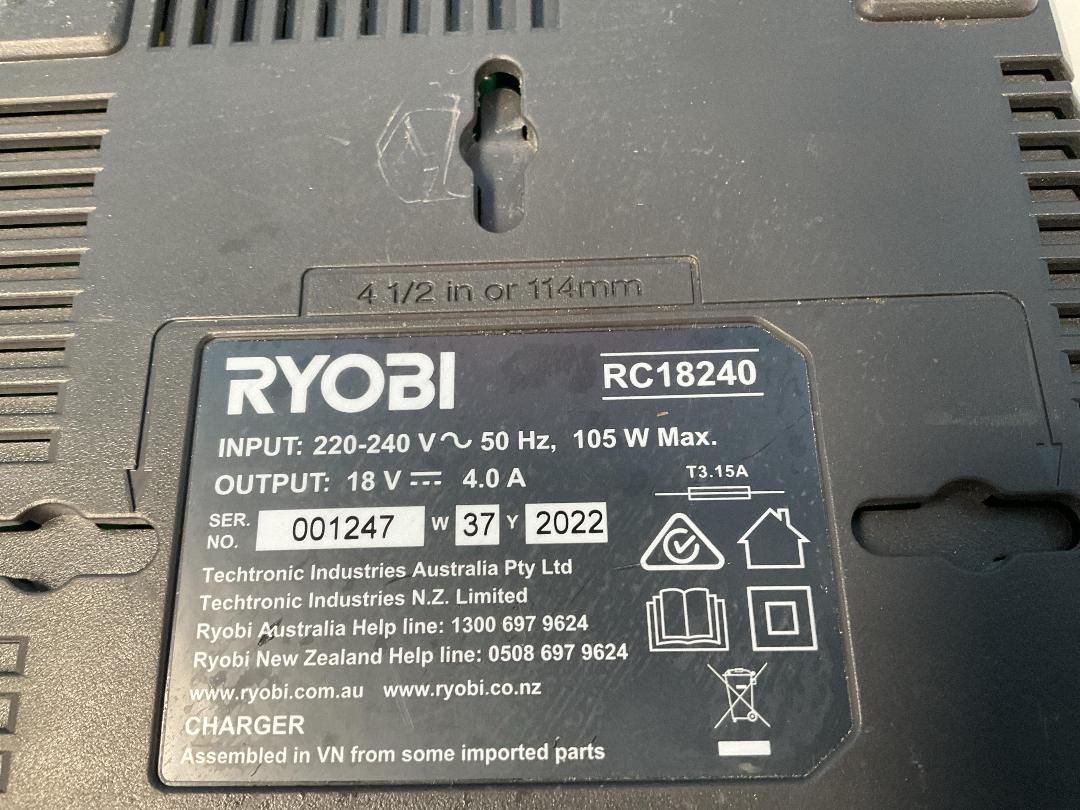 4 1/2 in or 114mm
RYOBI
RC18240
INPUT: 220-240 V ~ 50 Hz, 105 W Max.
OUTPUT: 18 V ⎓ 4.0 A
T3.15A
SER. NO. 001247 W 37 Y 2022
Techtronic Industries Australia Pty Ltd
Techtronic Industries N.Z. Limited
Ryobi Australia Help line: 1300 697 9624
Ryobi New Zealand Help line: 0508 697 9624
www.ryobi.com.au www.ryobi.co.nz
CHARGER
Assembled in VN from some imported parts